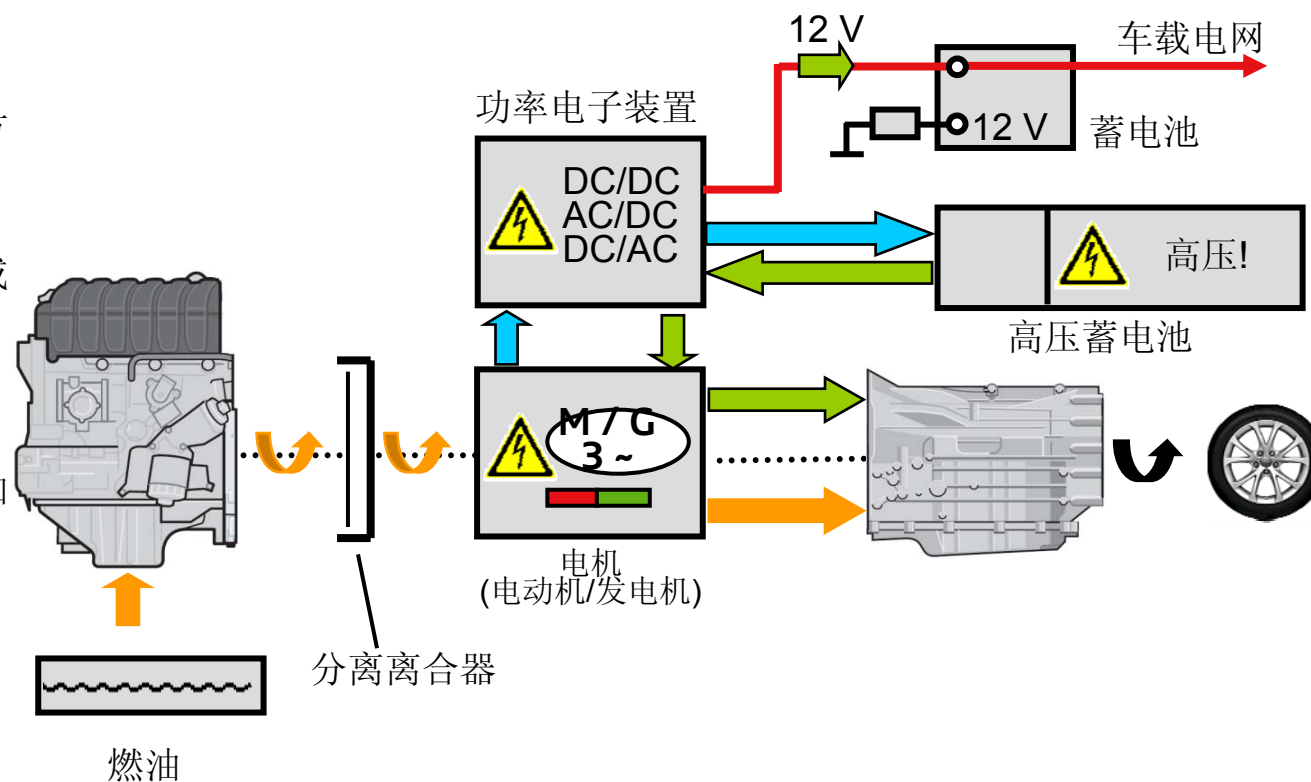 12 V
车载电网
功率电子装置
12 V
蓄电池
DC/DC
AC/DC
DC/AC
高压!
高压蓄电池
M / G
3 ~
电机
(电动机/发电机)
分离离合器
燃油